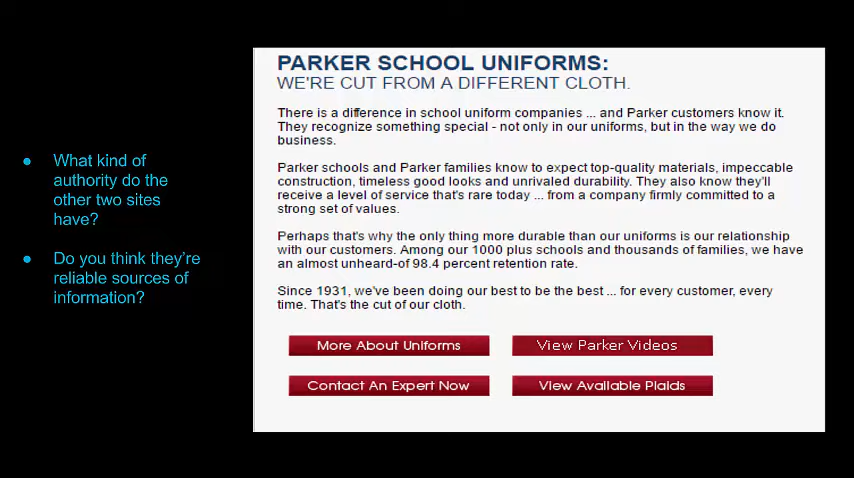 ● What kind of
authority do the
other two sites
have?
● Do you think they're
reliable sources of
information?
PARKER SCHOOL UNIFORMS:
WE'RE CUT FROM A DIFFERENT CLOTH.
There is a difference in school uniform companies ... and Parker customers know it.
They recognize something special - not only in our uniforms, but in the way we do
business.
Parker schools and Parker families know to expect top-quality materials, impeccable
construction, timeless good looks and unrivaled durability. They also know they'll
receive a level of service that's rare today ... from a company firmly committed to a
strong set of values.
Perhaps that's why the only thing more durable than our uniforms is our relationship
with our customers. Among our 1000 plus schools and thousands of families, we have
an almost unheard-of 98.4 percent retention rate.
Since 1931, we've been doing our best to be the best ... for every customer, every
time. That's the cut of our cloth.
More About Uniforms
View Parker Videos
Contact An Expert Now
View Available Plaids